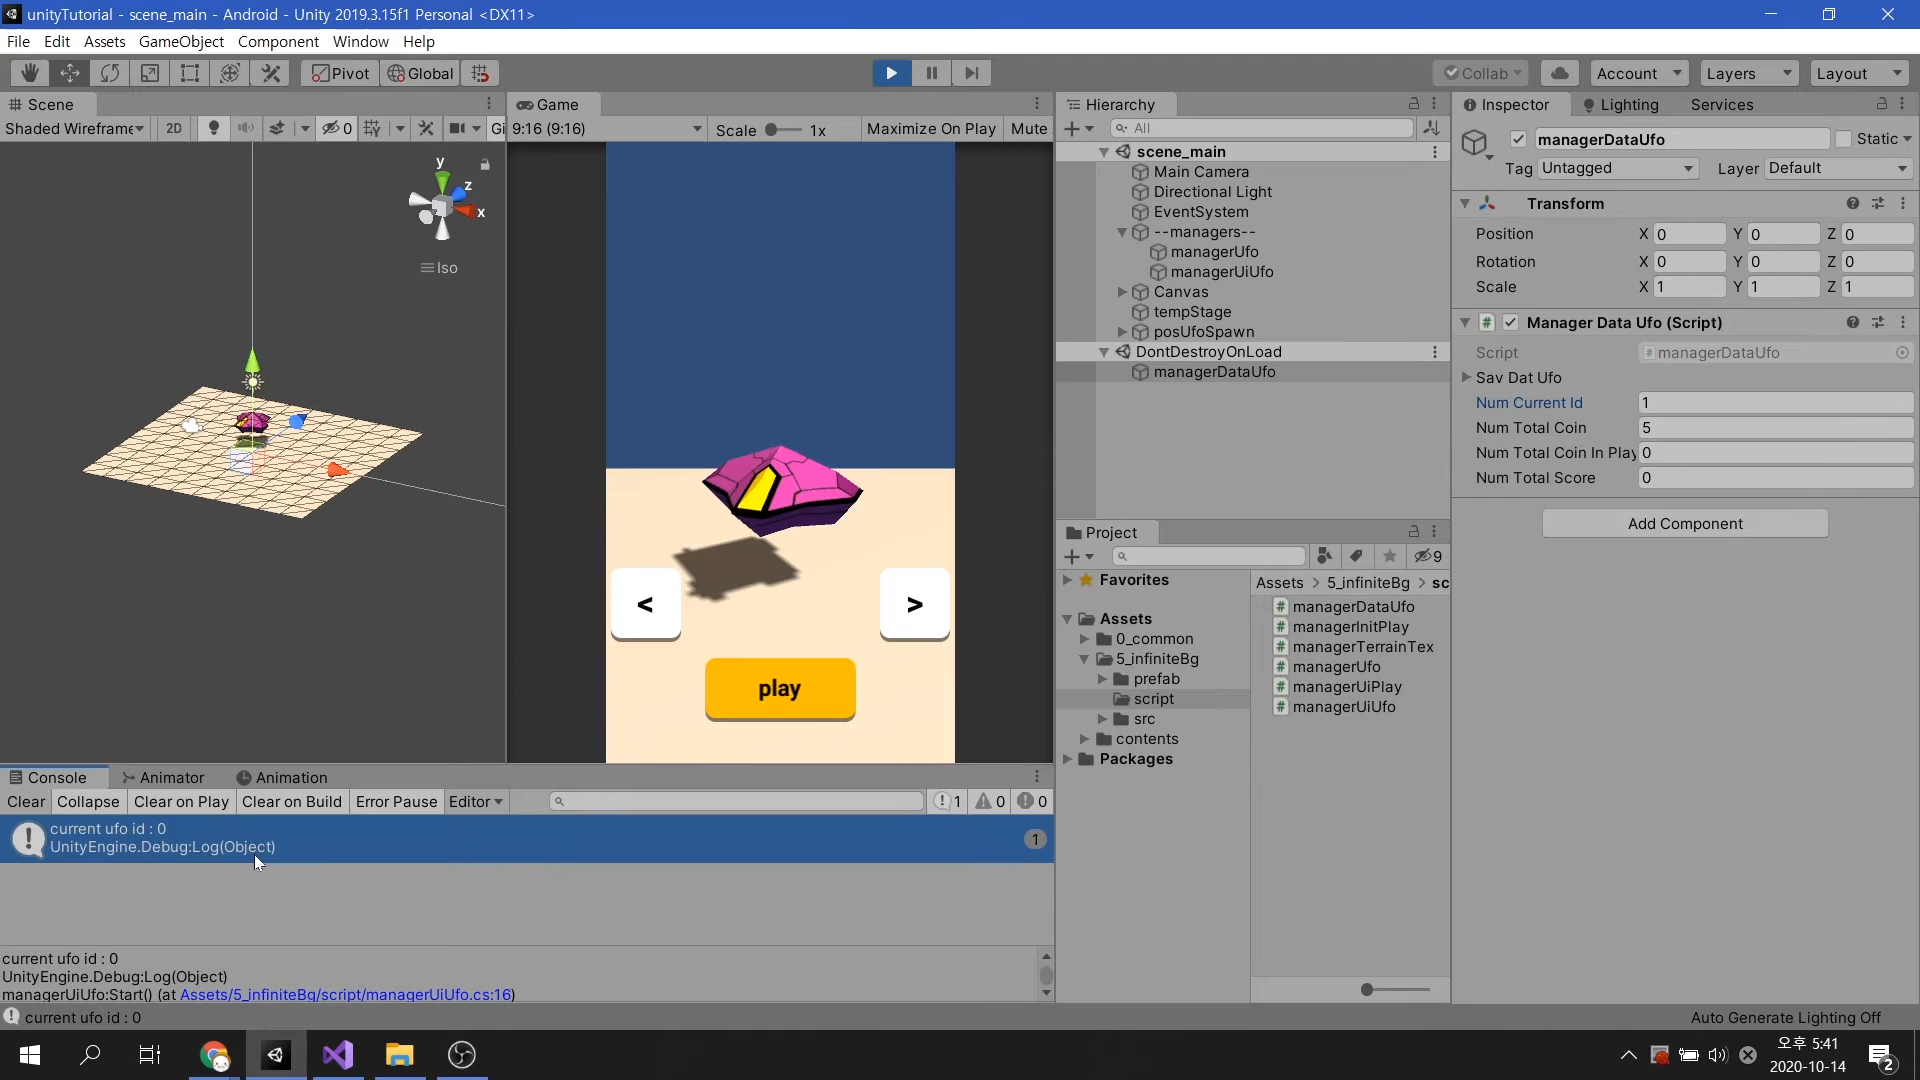 unityTutorial - scene_main - Android - Unity 2019.3.15f1 Personal <DX11>
File Edit Assets GameObject Component Window Help
Pivot Global Collab Account Layers Layout
Scene
Shaded Wireframe 2D 0 Gi
y
z
x
Iso
Game
9:16 (9:16) Scale 1x Maximize On Play Mute
<
>
play
Hierarchy
All
scene_main
Main Camera
Directional Light
EventSystem
--managers--
managerUfo
managerUiUfo
Canvas
tempStage
posUfoSpawn
DontDestroyOnLoad
managerDataUfo
Project
9
Favorites
Assets
0_common
5_infiniteBg
prefab
script
src
contents
Packages
Assets > 5_infiniteBg > sc
managerDataUfo
managerInitPlay
managerTerrainTex
managerUfo
managerUiPlay
managerUiUfo
Inspector Lighting Services
managerDataUfo Static
Tag Untagged Layer Default
Transform
Position X 0 Y 0 Z 0
Rotation X 0 Y 0 Z 0
Scale X 1 Y 1 Z 1
Manager Data Ufo (Script)
Script managerDataUfo
Sav Dat Ufo
Num Current Id 1
Num Total Coin 5
Num Total Coin In Play 0
Num Total Score 0
Add Component
Console Animator Animation
Clear Collapse Clear on Play Clear on Build Error Pause Editor 1 0 0
current ufo id : 0
UnityEngine.Debug:Log(Object)
1
current ufo id : 0
UnityEngine.Debug:Log(Object)
managerUiUfo:Start() (at Assets/5_infiniteBg/script/managerUiUfo.cs:16)
current ufo id : 0
Auto Generate Lighting Off
오후 5:41
2020-10-14
2